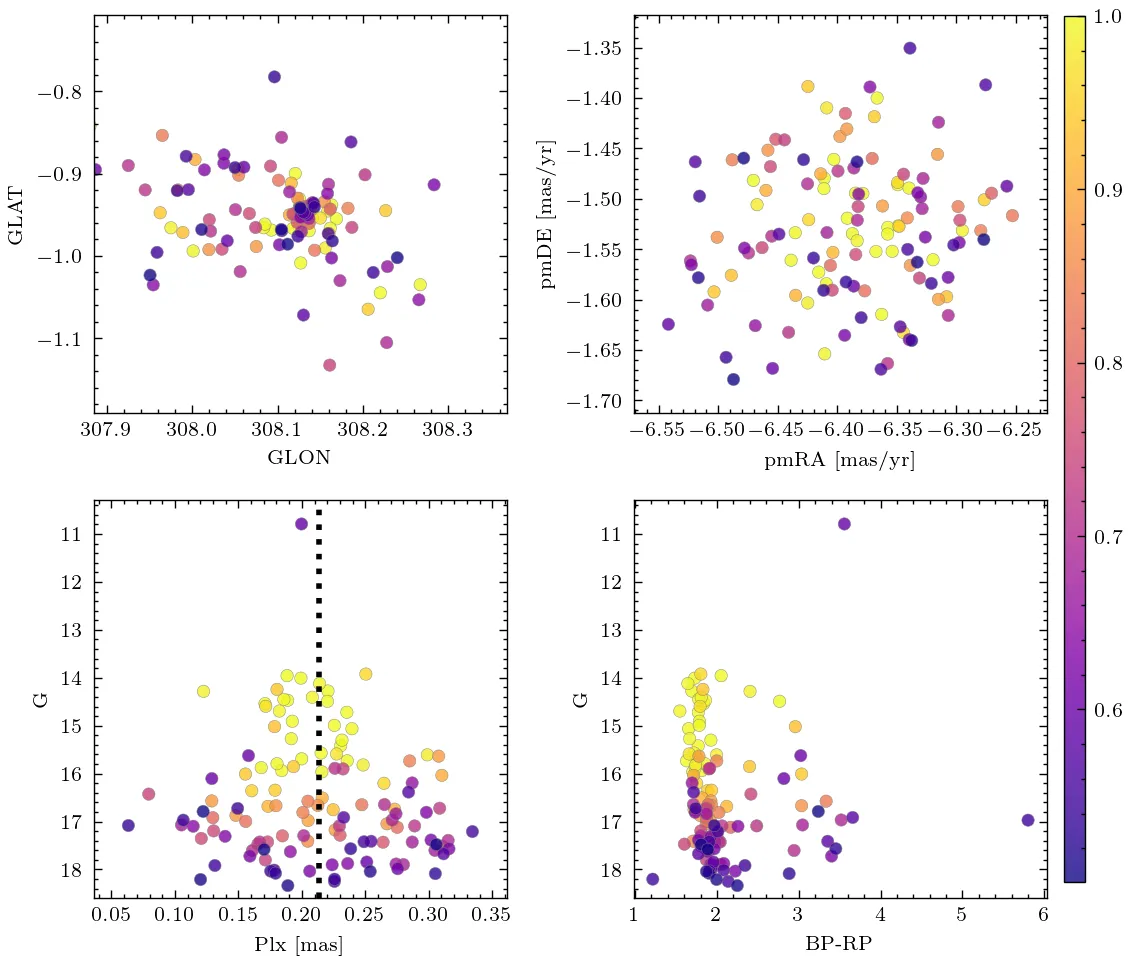 −0.8
−0.9
−1.0
−1.1
GLAT
307.9 308.0 308.1 308.2 308.3
GLON
−1.35
−1.40
−1.45
−1.50
−1.55
−1.60
−1.65
−1.70
pmDE [mas/yr]
−6.55 −6.50 −6.45 −6.40 −6.35 −6.30 −6.25
pmRA [mas/yr]
1.0
0.9
0.8
0.7
0.6
11
12
13
14
15
16
17
18
G
0.05 0.10 0.15 0.20 0.25 0.30 0.35
Plx [mas]
11
12
13
14
15
16
17
18
G
1 2 3 4 5 6
BP-RP